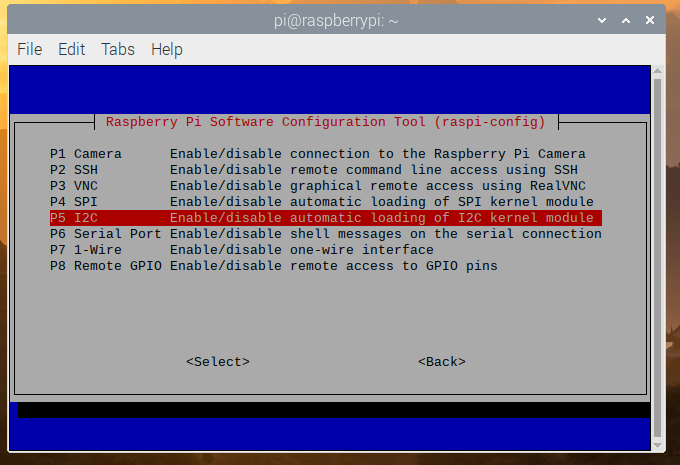 pi@raspberrypi: ~
File Edit Tabs Help
Raspberry Pi Software Configuration Tool (raspi-config)
P1 Camera Enable/disable connection to the Raspberry Pi Camera
P2 SSH Enable/disable remote command line access using SSH
P3 VNC Enable/disable graphical remote access using RealVNC
P4 SPI Enable/disable automatic loading of SPI kernel module
P5 I2C Enable/disable automatic loading of I2C kernel module
P6 Serial Port Enable/disable shell messages on the serial connection
P7 1-Wire Enable/disable one-wire interface
P8 Remote GPIO Enable/disable remote access to GPIO pins
<Select> <Back>